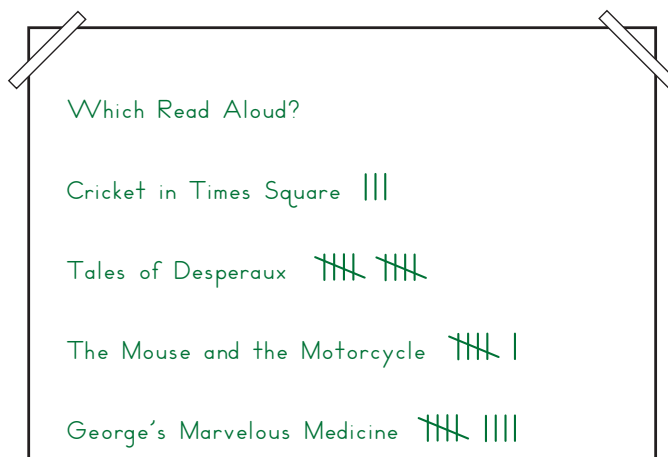 Which Read Aloud?
Cricket in Times Square
Tales of Desperaux
The Mouse and the Motorcycle
George's Marvelous Medicine